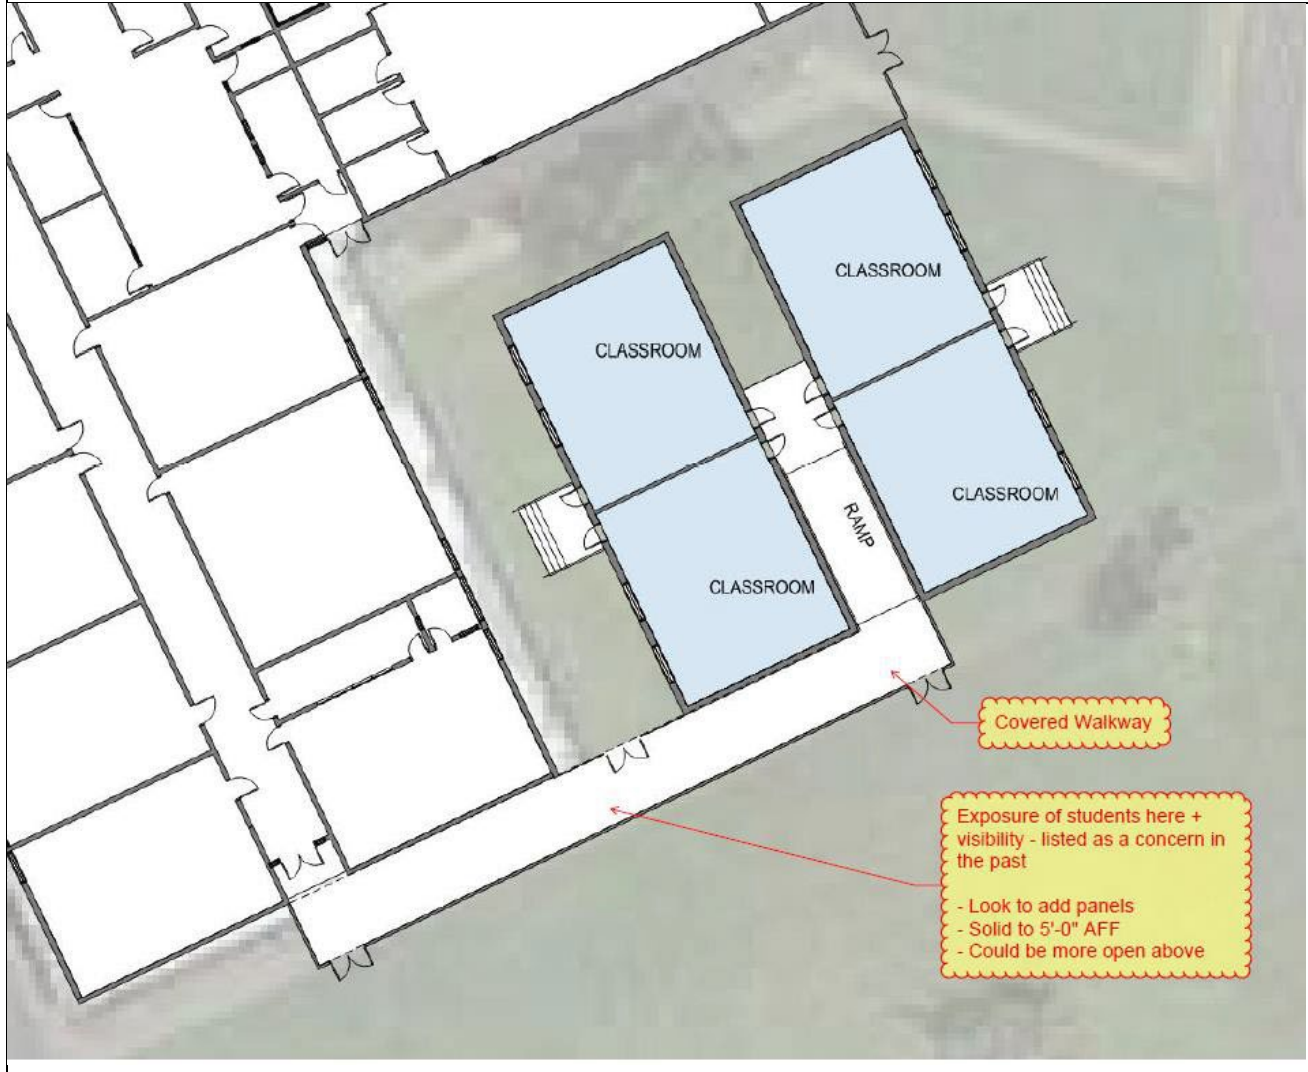 CLASSROOM
CLASSROOM
CLASSROOM
RAMP
CLASSROOM
Covered Walkway
Exposure of students here +
visibility - listed as a concern in
the past
- Look to add panels
- Solid to 5'-0" AFF
- Could be more open above